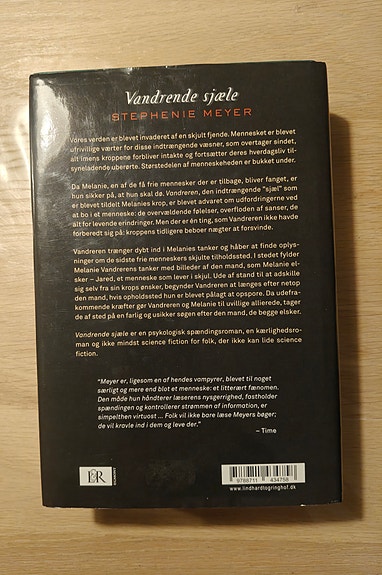 Vandrende sjæle
STEPHENIE MEYER
Vores verden er blevet invaderet af en skjult fjende. Mennesket er blevet
ufrivillige værter for disse indtrængende væsner, som overtager sindet,
alt imens kroppene forbliver intakte og fortsætter deres hverdagsliv til-
syneladende uberørte. Størstedelen af menneskeheden er bukket under.
Da Melanie, en af de få frie mennesker der er tilbage, bliver fanget, er
hun sikker på, at hun skal dø. Vandreren, den indtrængende "sjæl" som
er blevet tildelt Melanies krop, er blevet advaret om udfordringerne ved
at bo i et menneske: de overvældende følelser, overfloden af sanser, de
alt for levende erindringer. Men der er én ting, som Vandreren ikke havde
forberedt sig på: kroppens tidligere beboer nægter at forsvinde.
Vandreren trænger dybt ind i Melanies tanker og håber at finde oplys-
ninger om de sidste frie menneskers skjulte tilholdssted. I stedet fylder
Melanie Vandrerens tanker med billeder af den mand, som Melanie el-
sker – Jared, et menneske som lever i skjul. Ude af stand til at adskille
sig selv fra sin krops ønsker, begynder Vandreren at længes efter netop
den mand, hvis opholdssted hun er blevet pålagt at opspore. Da udefra-
kommende kræfter gør Vandreren og Melanie til uvillige allierede, tager
de af sted på en farlig og usikker søgen efter den mand, de begge elsker.
Vandrende sjæle er en psykologisk spændingsroman, en kærlighedsro-
man og ikke mindst science fiction for folk, der ikke kan lide science
fiction.
"Meyer er, ligesom en af hendes vampyrer, blevet til noget
særligt og mere end blot et menneske: et litterært fænomen.
Den måde hun håndterer læserens nysgerrighed, fastholder
spændingen og kontrollerer strømmen af information, er
simpelthen virtuost ... Folk vil ikke bare læse Meyers bøger;
de vil kravle ind i dem og leve der."
– Time
L&R
9788711 434758
www.lindhardtogringhof.dk